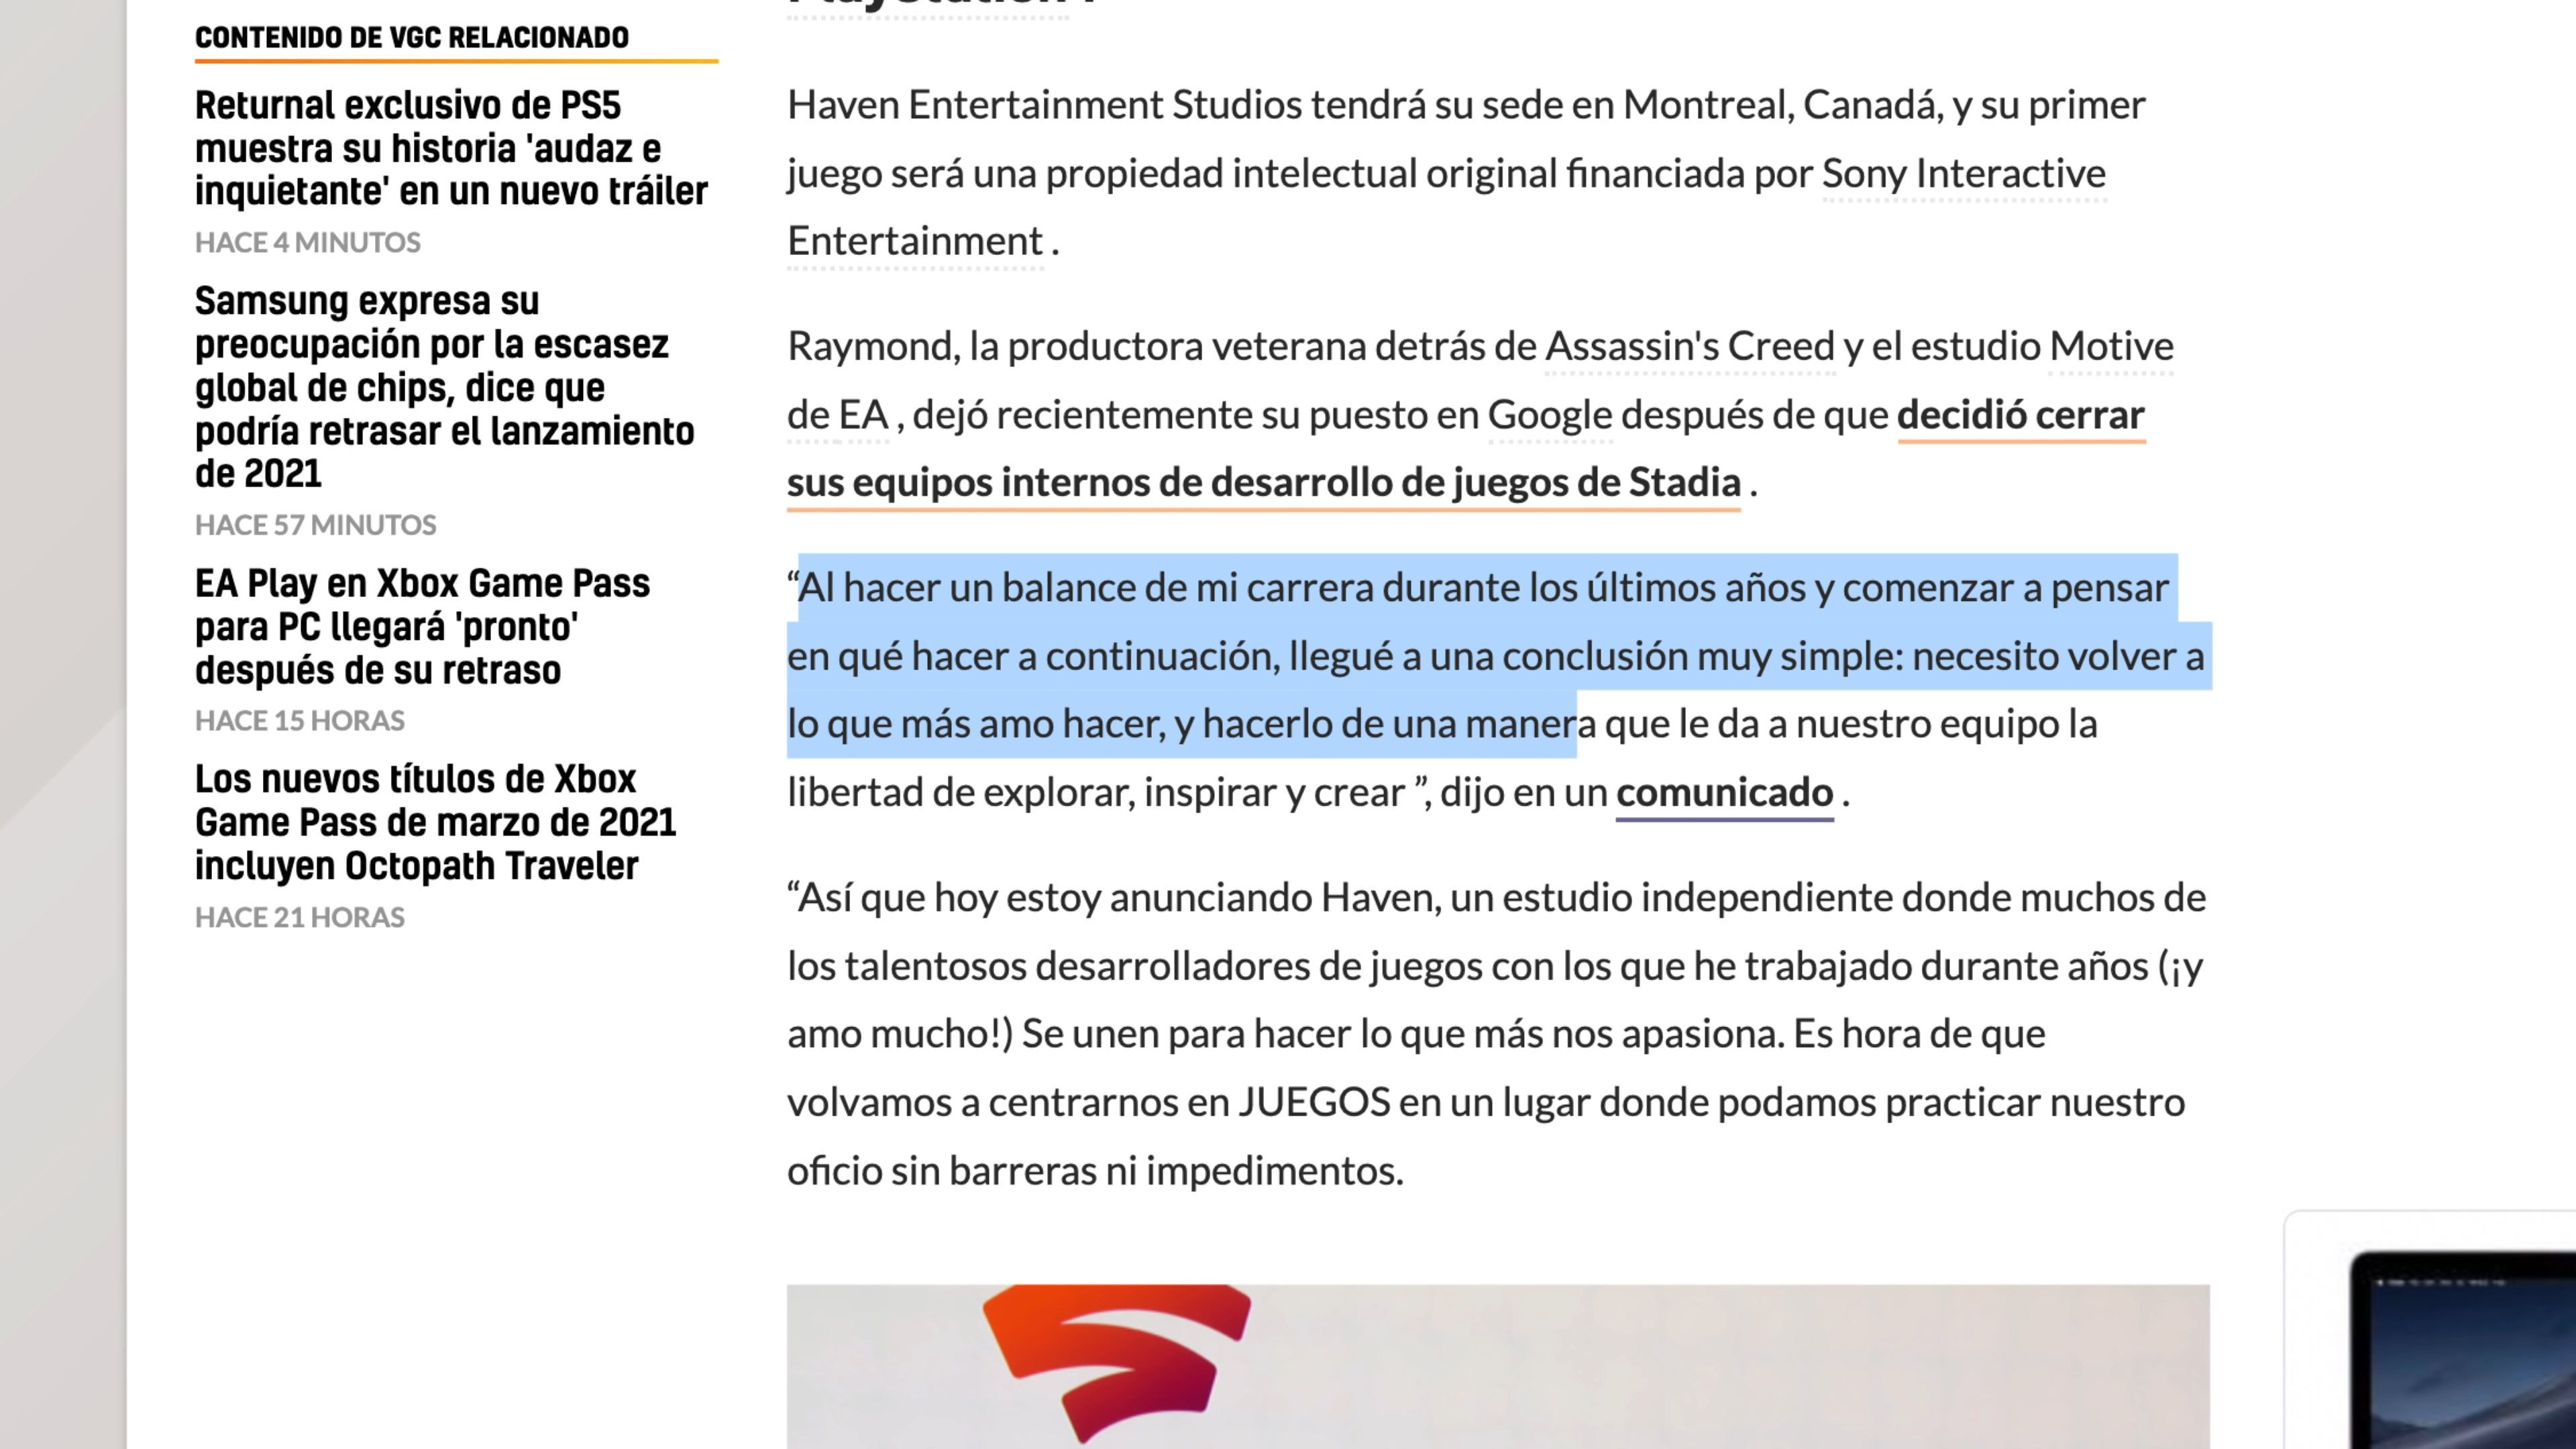 CONTENIDO DE VGC RELACIONADO
Returnal exclusivo de PS5
muestra su historia 'audaz e
inquietante' en un nuevo tráiler
HACE 4 MINUTOS
Samsung expresa su
preocupación por la escasez
global de chips, dice que
podría retrasar el lanzamiento
de 2021
HACE 57 MINUTOS
EA Play en Xbox Game Pass
para PC llegará 'pronto'
después de su retraso
HACE 15 HORAS
Los nuevos títulos de Xbox
Game Pass de marzo de 2021
incluyen Octopath Traveler
HACE 21 HORAS
PlayStation .
Haven Entertainment Studios tendrá su sede en Montreal, Canadá, y su primer
juego será una propiedad intelectual original financiada por Sony Interactive
Entertainment .
Raymond, la productora veterana detrás de Assassin's Creed y el estudio Motive
de EA , dejó recientemente su puesto en Google después de que decidió cerrar
sus equipos internos de desarrollo de juegos de Stadia .
“Al hacer un balance de mi carrera durante los últimos años y comenzar a pensar
en qué hacer a continuación, llegué a una conclusión muy simple: necesito volver a
lo que más amo hacer, y hacerlo de una manera que le da a nuestro equipo la
libertad de explorar, inspirar y crear ”, dijo en un comunicado .
“Así que hoy estoy anunciando Haven, un estudio independiente donde muchos de
los talentosos desarrolladores de juegos con los que he trabajado durante años (¡y
amo mucho!) Se unen para hacer lo que más nos apasiona. Es hora de que
volvamos a centrarnos en JUEGOS en un lugar donde podamos practicar nuestro
oficio sin barreras ni impedimentos.